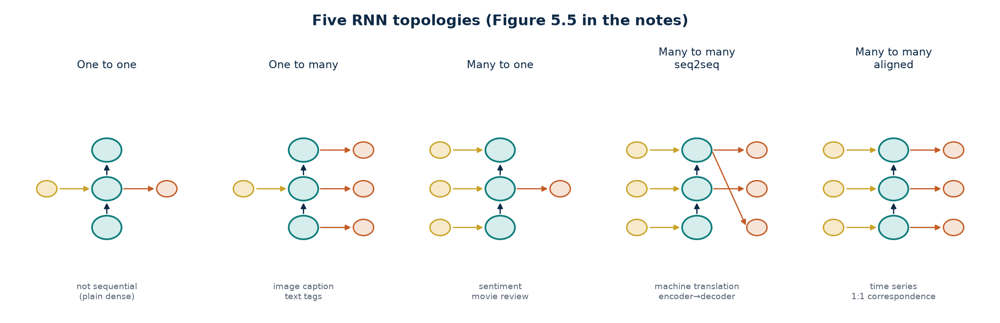 Five RNN topologies (Figure 5.5 in the notes)
One to one
One to many
Many to one
Many to many
seq2seq
Many to many
aligned
not sequential
(plain dense)
image caption
text tags
sentiment
movie review
machine translation
encoder→decoder
time series
1:1 correspondence